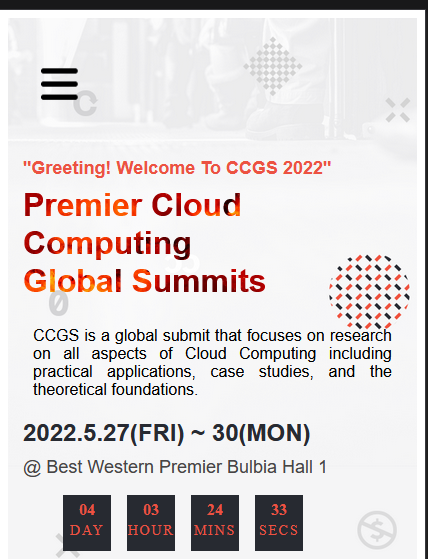 "Greeting! Welcome To CCGS 2022"
Premier Cloud
Computing
Global Summits
CCGS is a global submit that focuses on research
on all aspects of Cloud Computing including
practical applications, case studies, and the
theoretical foundations.
2022.5.27(FRI) ~ 30(MON)
@ Best Western Premier Bulbia Hall 1
04 03 24 33
DAY HOUR MINS SECS